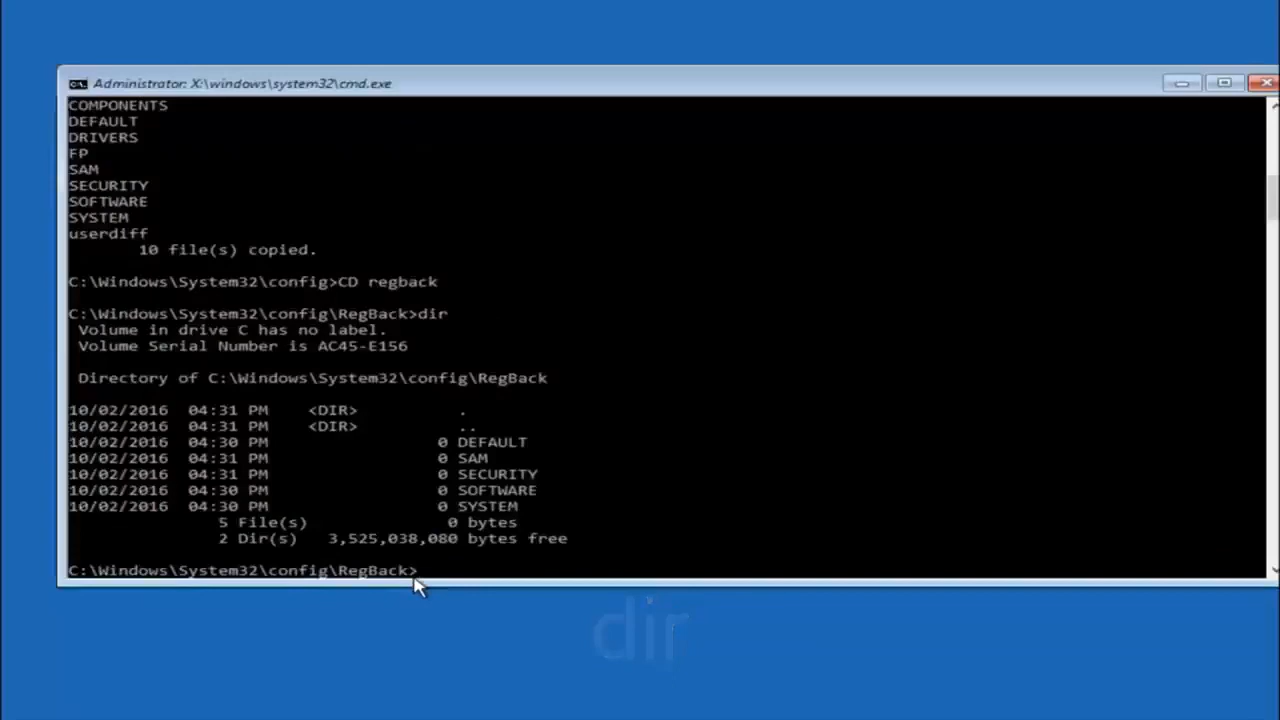 Administrator: X:\windows\system32\cmd.exe
COMPONENTS
DEFAULT
DRIVERS
FP
SAM
SECURITY
SOFTWARE
SYSTEM
userdiff
10 file(s) copied.
C:\Windows\System32\config>CD regback
C:\Windows\System32\config\RegBack>dir
Volume in drive C has no label.
Volume Serial Number is AC45-E156
Directory of C:\Windows\System32\config\RegBack
10/02/2016 04:31 PM <DIR> .
10/02/2016 04:31 PM <DIR> ..
10/02/2016 04:30 PM 0 DEFAULT
10/02/2016 04:31 PM 0 SAM
10/02/2016 04:31 PM 0 SECURITY
10/02/2016 04:30 PM 0 SOFTWARE
10/02/2016 04:30 PM 0 SYSTEM
5 File(s) 0 bytes
2 Dir(s) 3,525,038,080 bytes free
C:\Windows\System32\config\RegBack>
dir